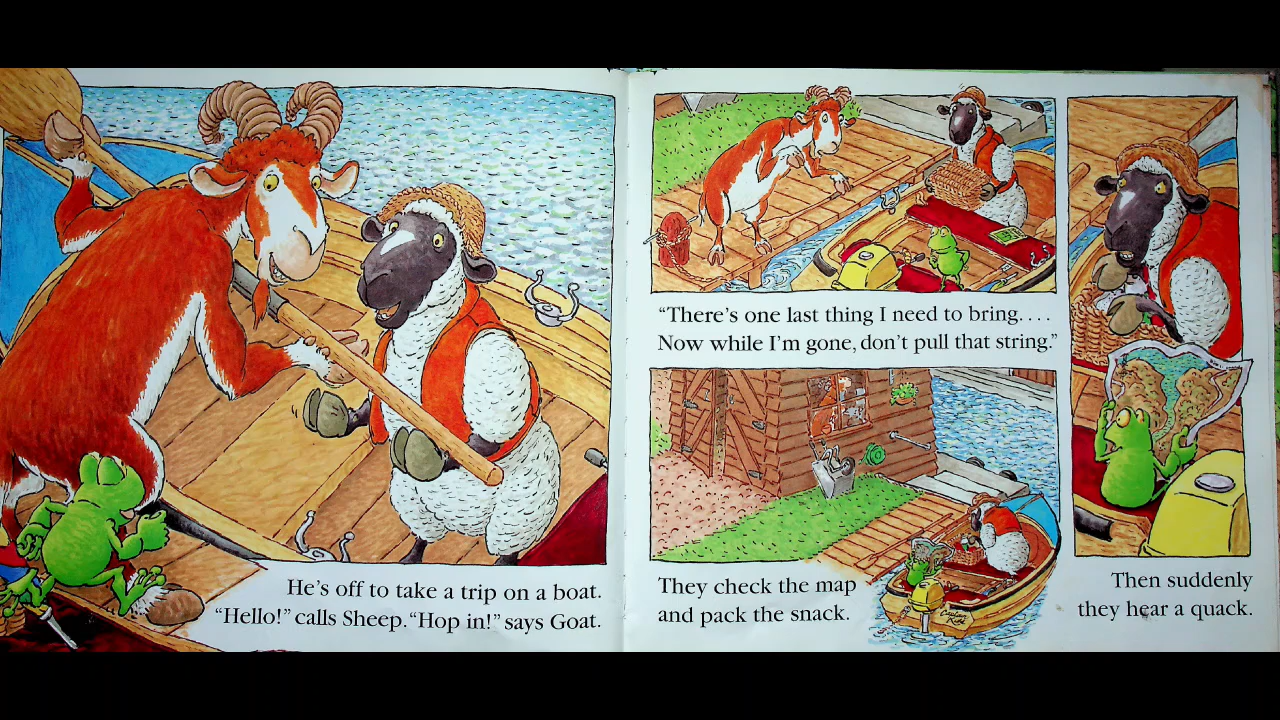 He's off to take a trip on a boat.
“Hello!” calls Sheep. “Hop in!” says Goat.
“There's one last thing I need to bring. . . .
Now while I'm gone, don't pull that string.”
They check the map
and pack the snack.
Then suddenly
they hear a quack.